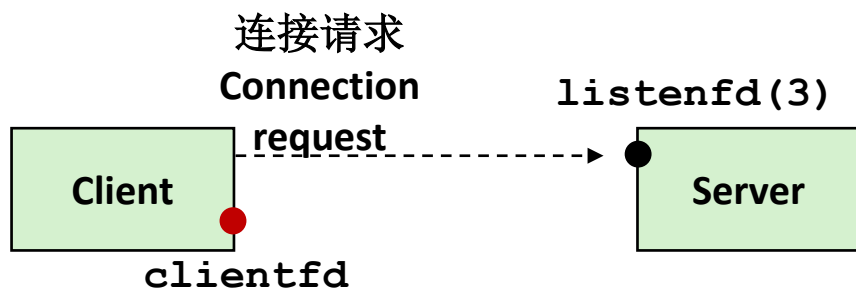 连接请求
Connection
request
listenfd(3)
Client
Server
clientfd